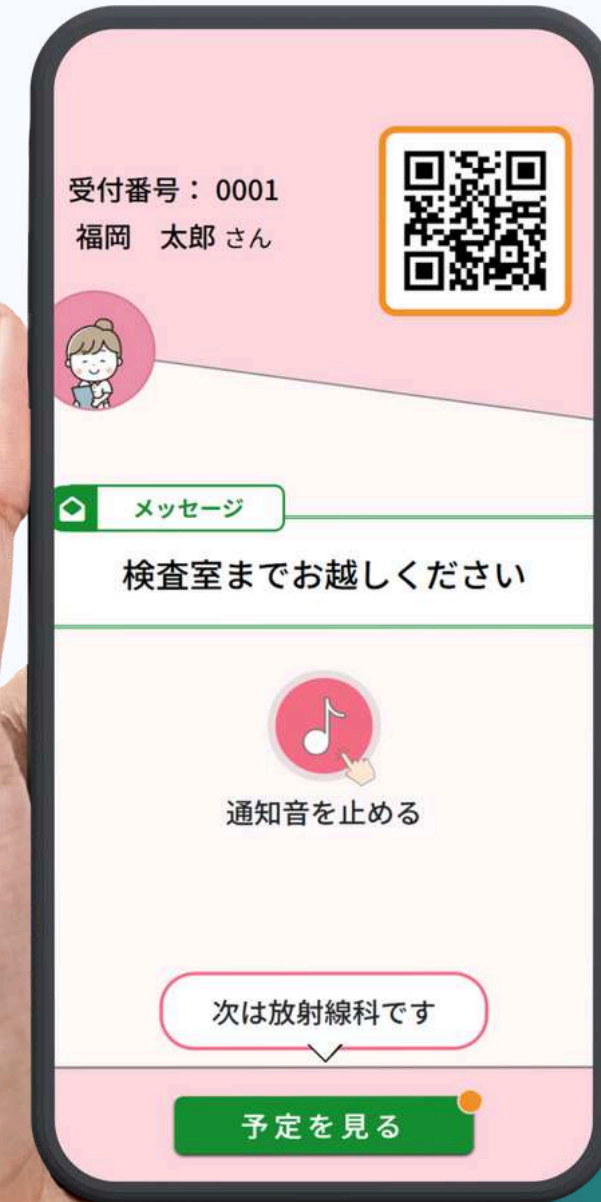 受付番号： 0001
福岡　太郎 さん
メッセージ
検査室までお越しください
通知音を止める
次は放射線科です
予定を見る